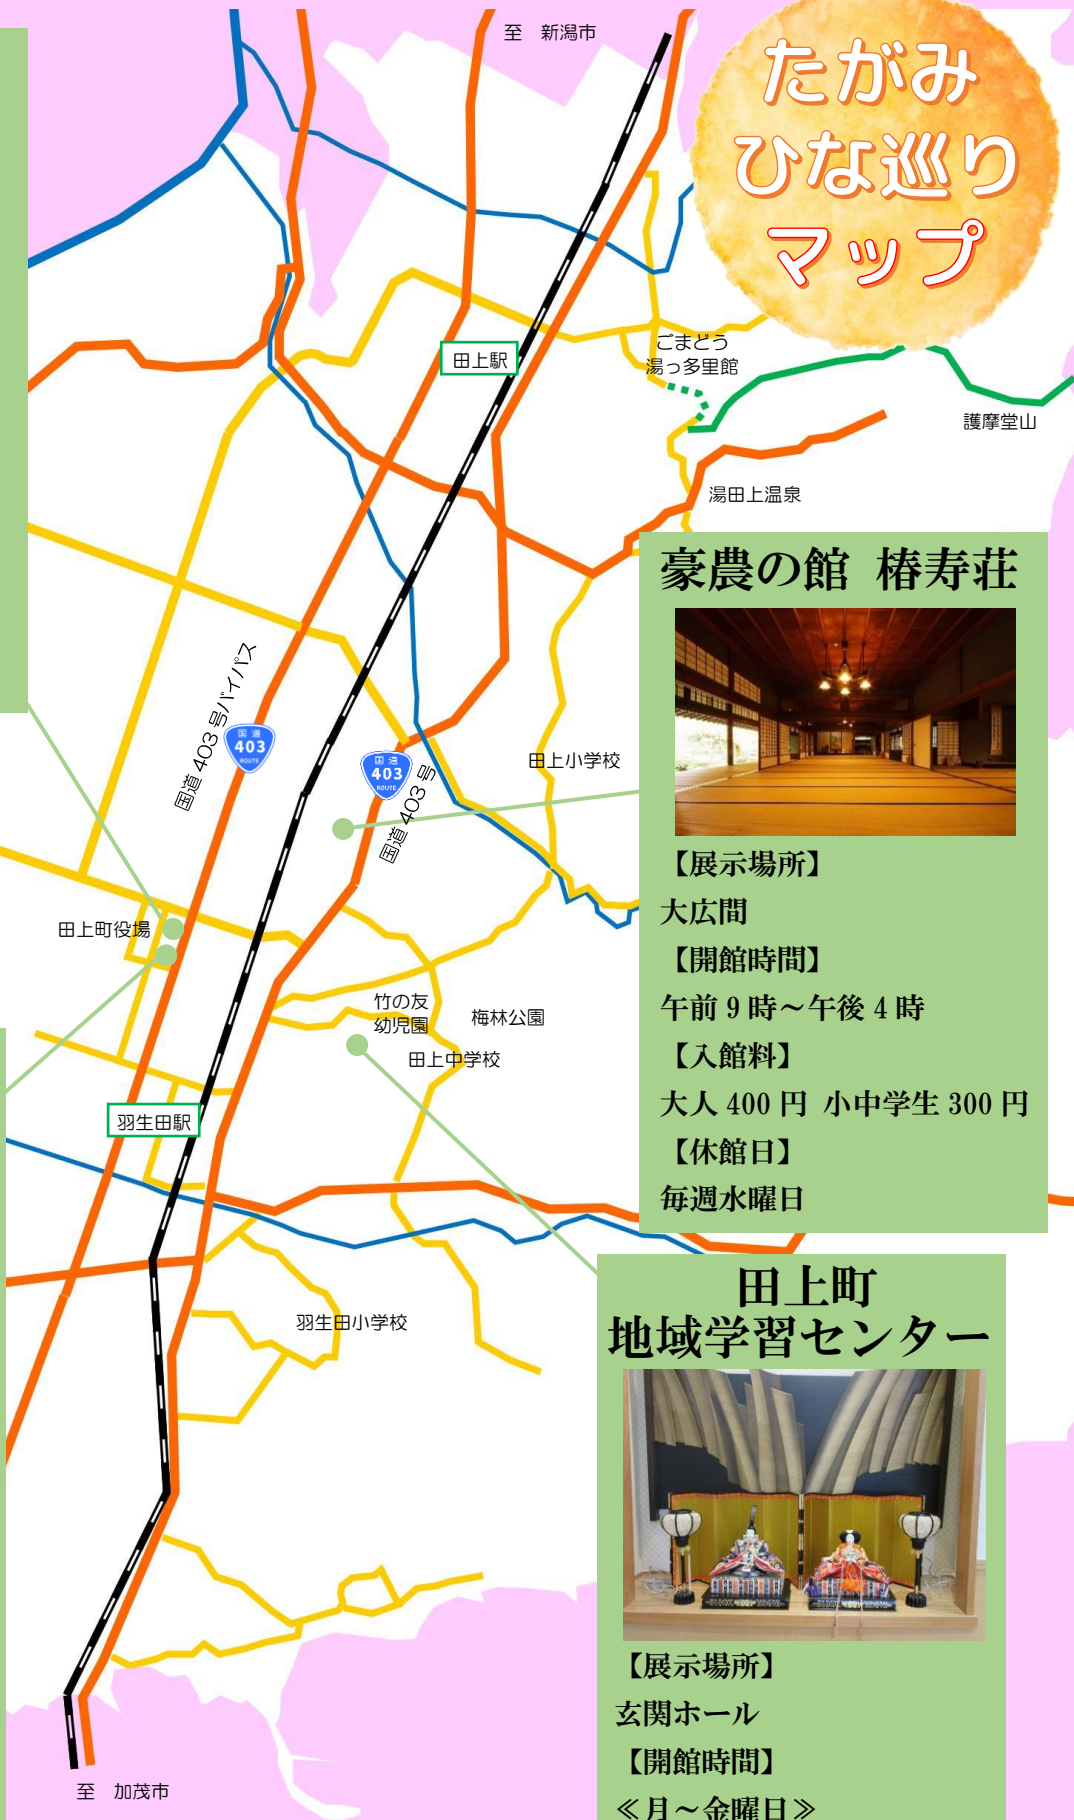 至　新潟市
たがみ
ひな巡り
マップ
田上駅
ごまどう
湯っ多里館
護摩堂山
湯田上温泉
豪農の館 椿寿荘
【展示場所】
大広間
【開館時間】
午前 9 時～午後 4 時
【入館料】
大人 400 円 小中学生 300 円
【休館日】
毎週水曜日
国道 403 号バイパス
国道
403
ROUTE
国道
403
ROUTE
国道 403 号
田上小学校
田上町役場
竹の友
幼児園
梅林公園
田上中学校
羽生田駅
羽生田小学校
田上町
地域学習センター
【展示場所】
玄関ホール
【開館時間】
≪月～金曜日≫
至　加茂市